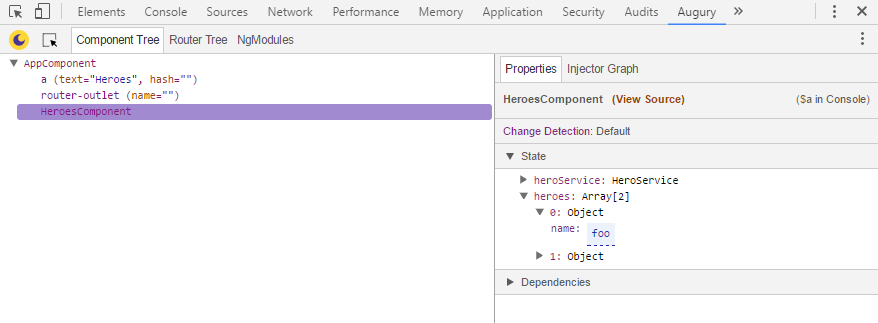 Elements Console Sources Network Performance Memory Application Security Audits Augury »
Component Tree Router Tree NgModules
AppComponent
a (text="Heroes", hash="")
router-outlet (name="")
HeroesComponent
Properties Injector Graph
HeroesComponent (View Source) ($a in Console)
Change Detection: Default
State
heroService: HeroService
heroes: Array[2]
0: Object
name: foo
1: Object
Dependencies